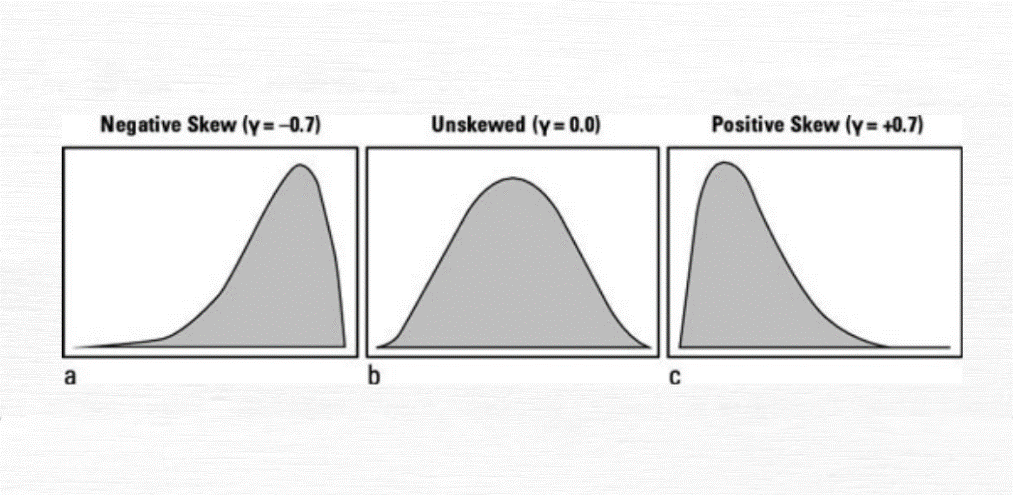 Negative Skew (γ = –0.7)
Unskewed (γ = 0.0)
Positive Skew (γ = +0.7)
a
b
c